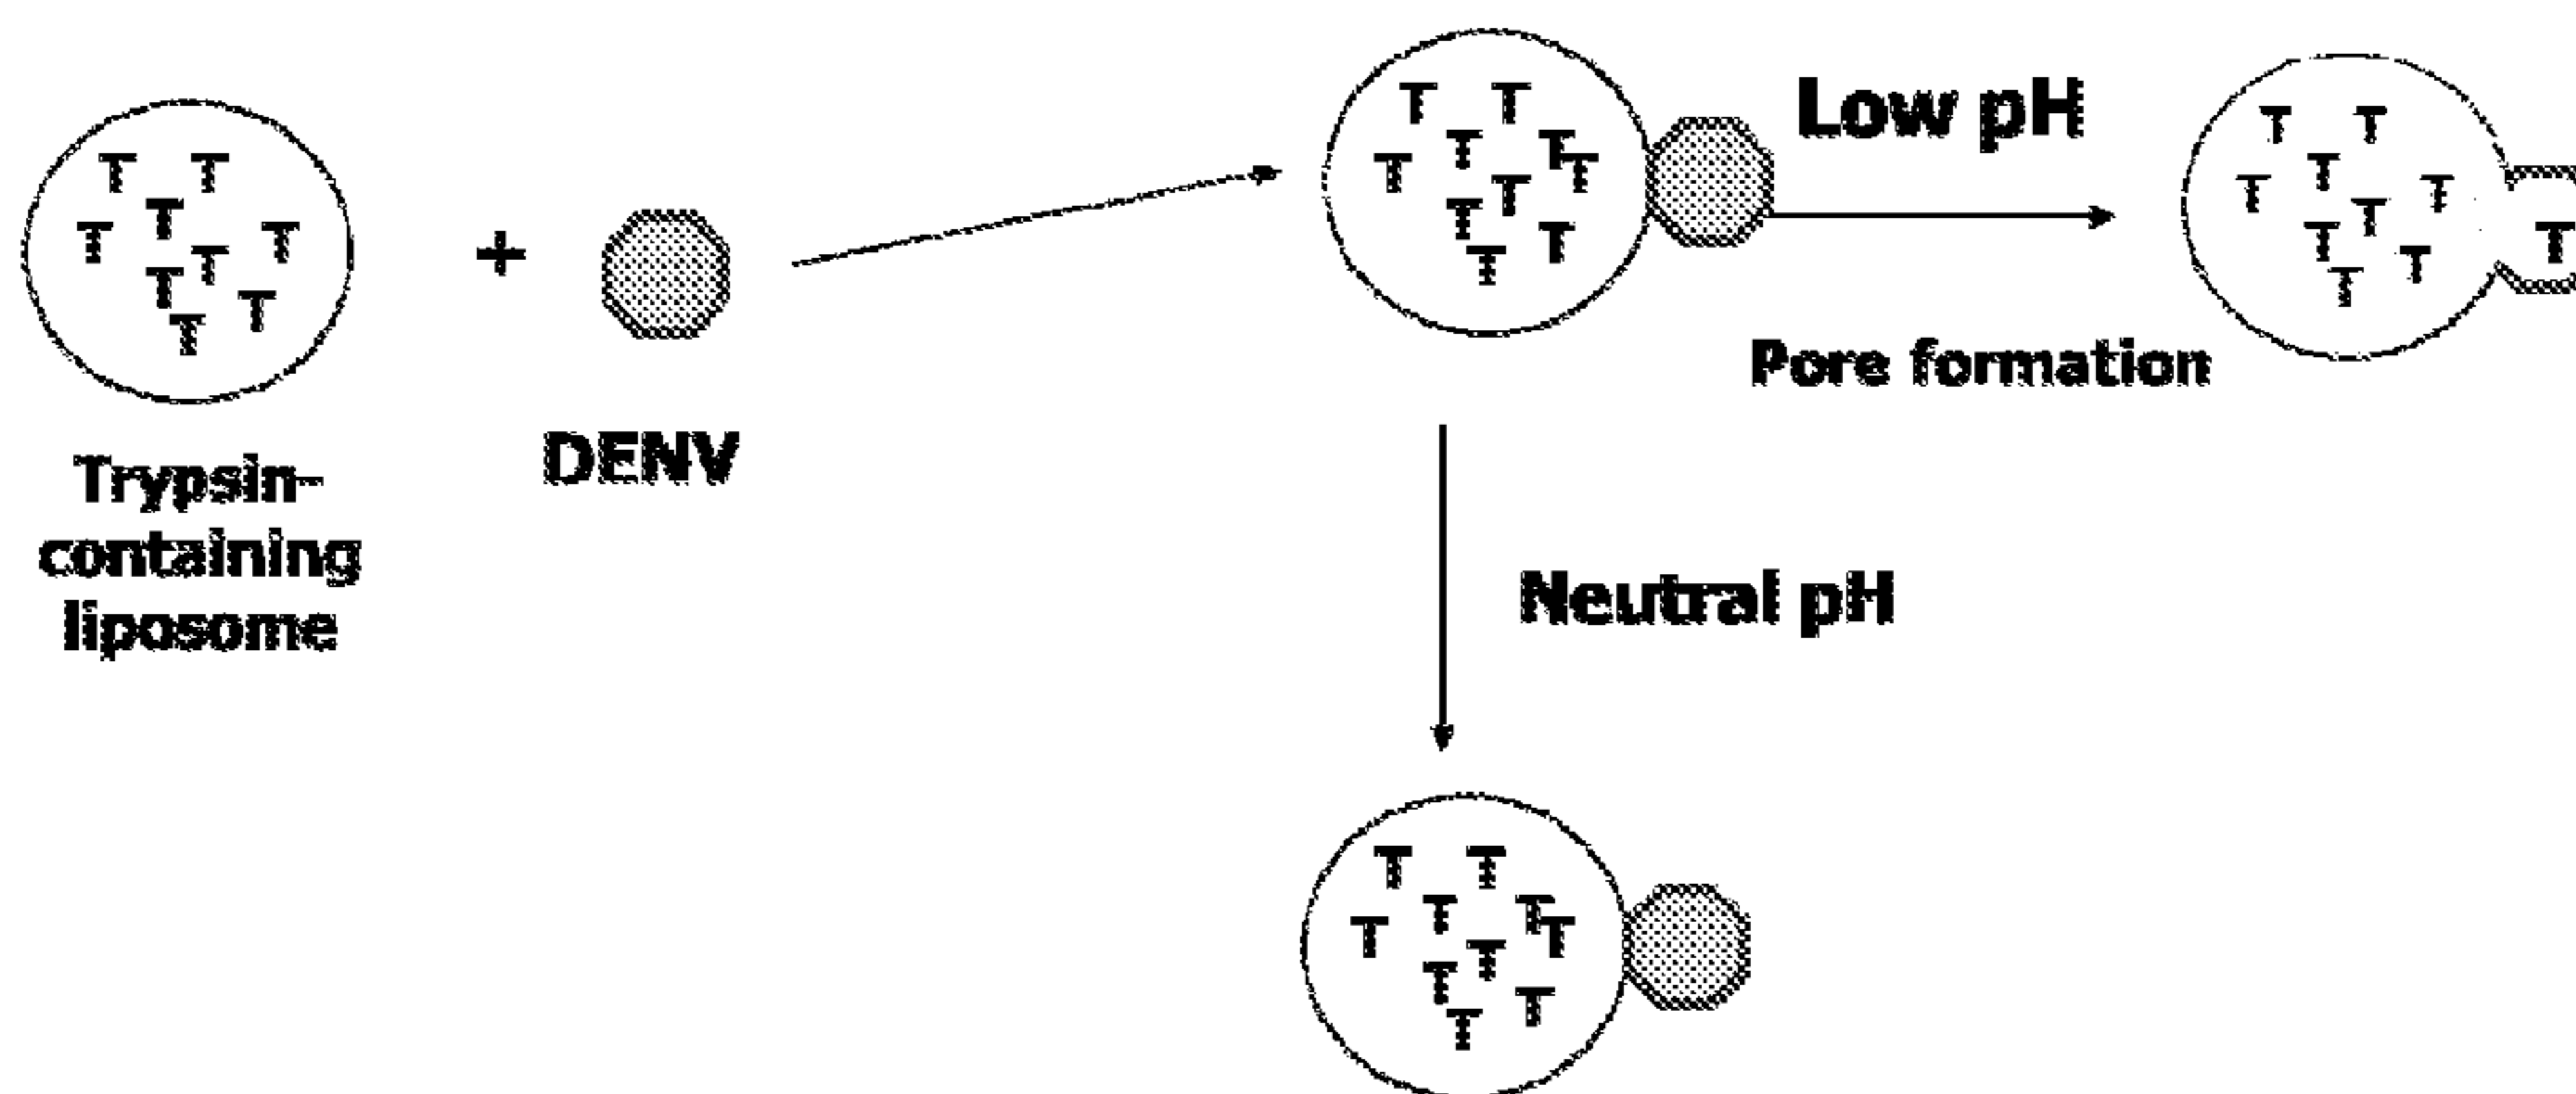 T T T T T T T T T T
+
T T T T T T T T T T T
Low pH
T T T T T T T T T T T
Pore formation
DENV
Trypsin-
containing
liposome
Neutral pH
T T T T T T T T T T T